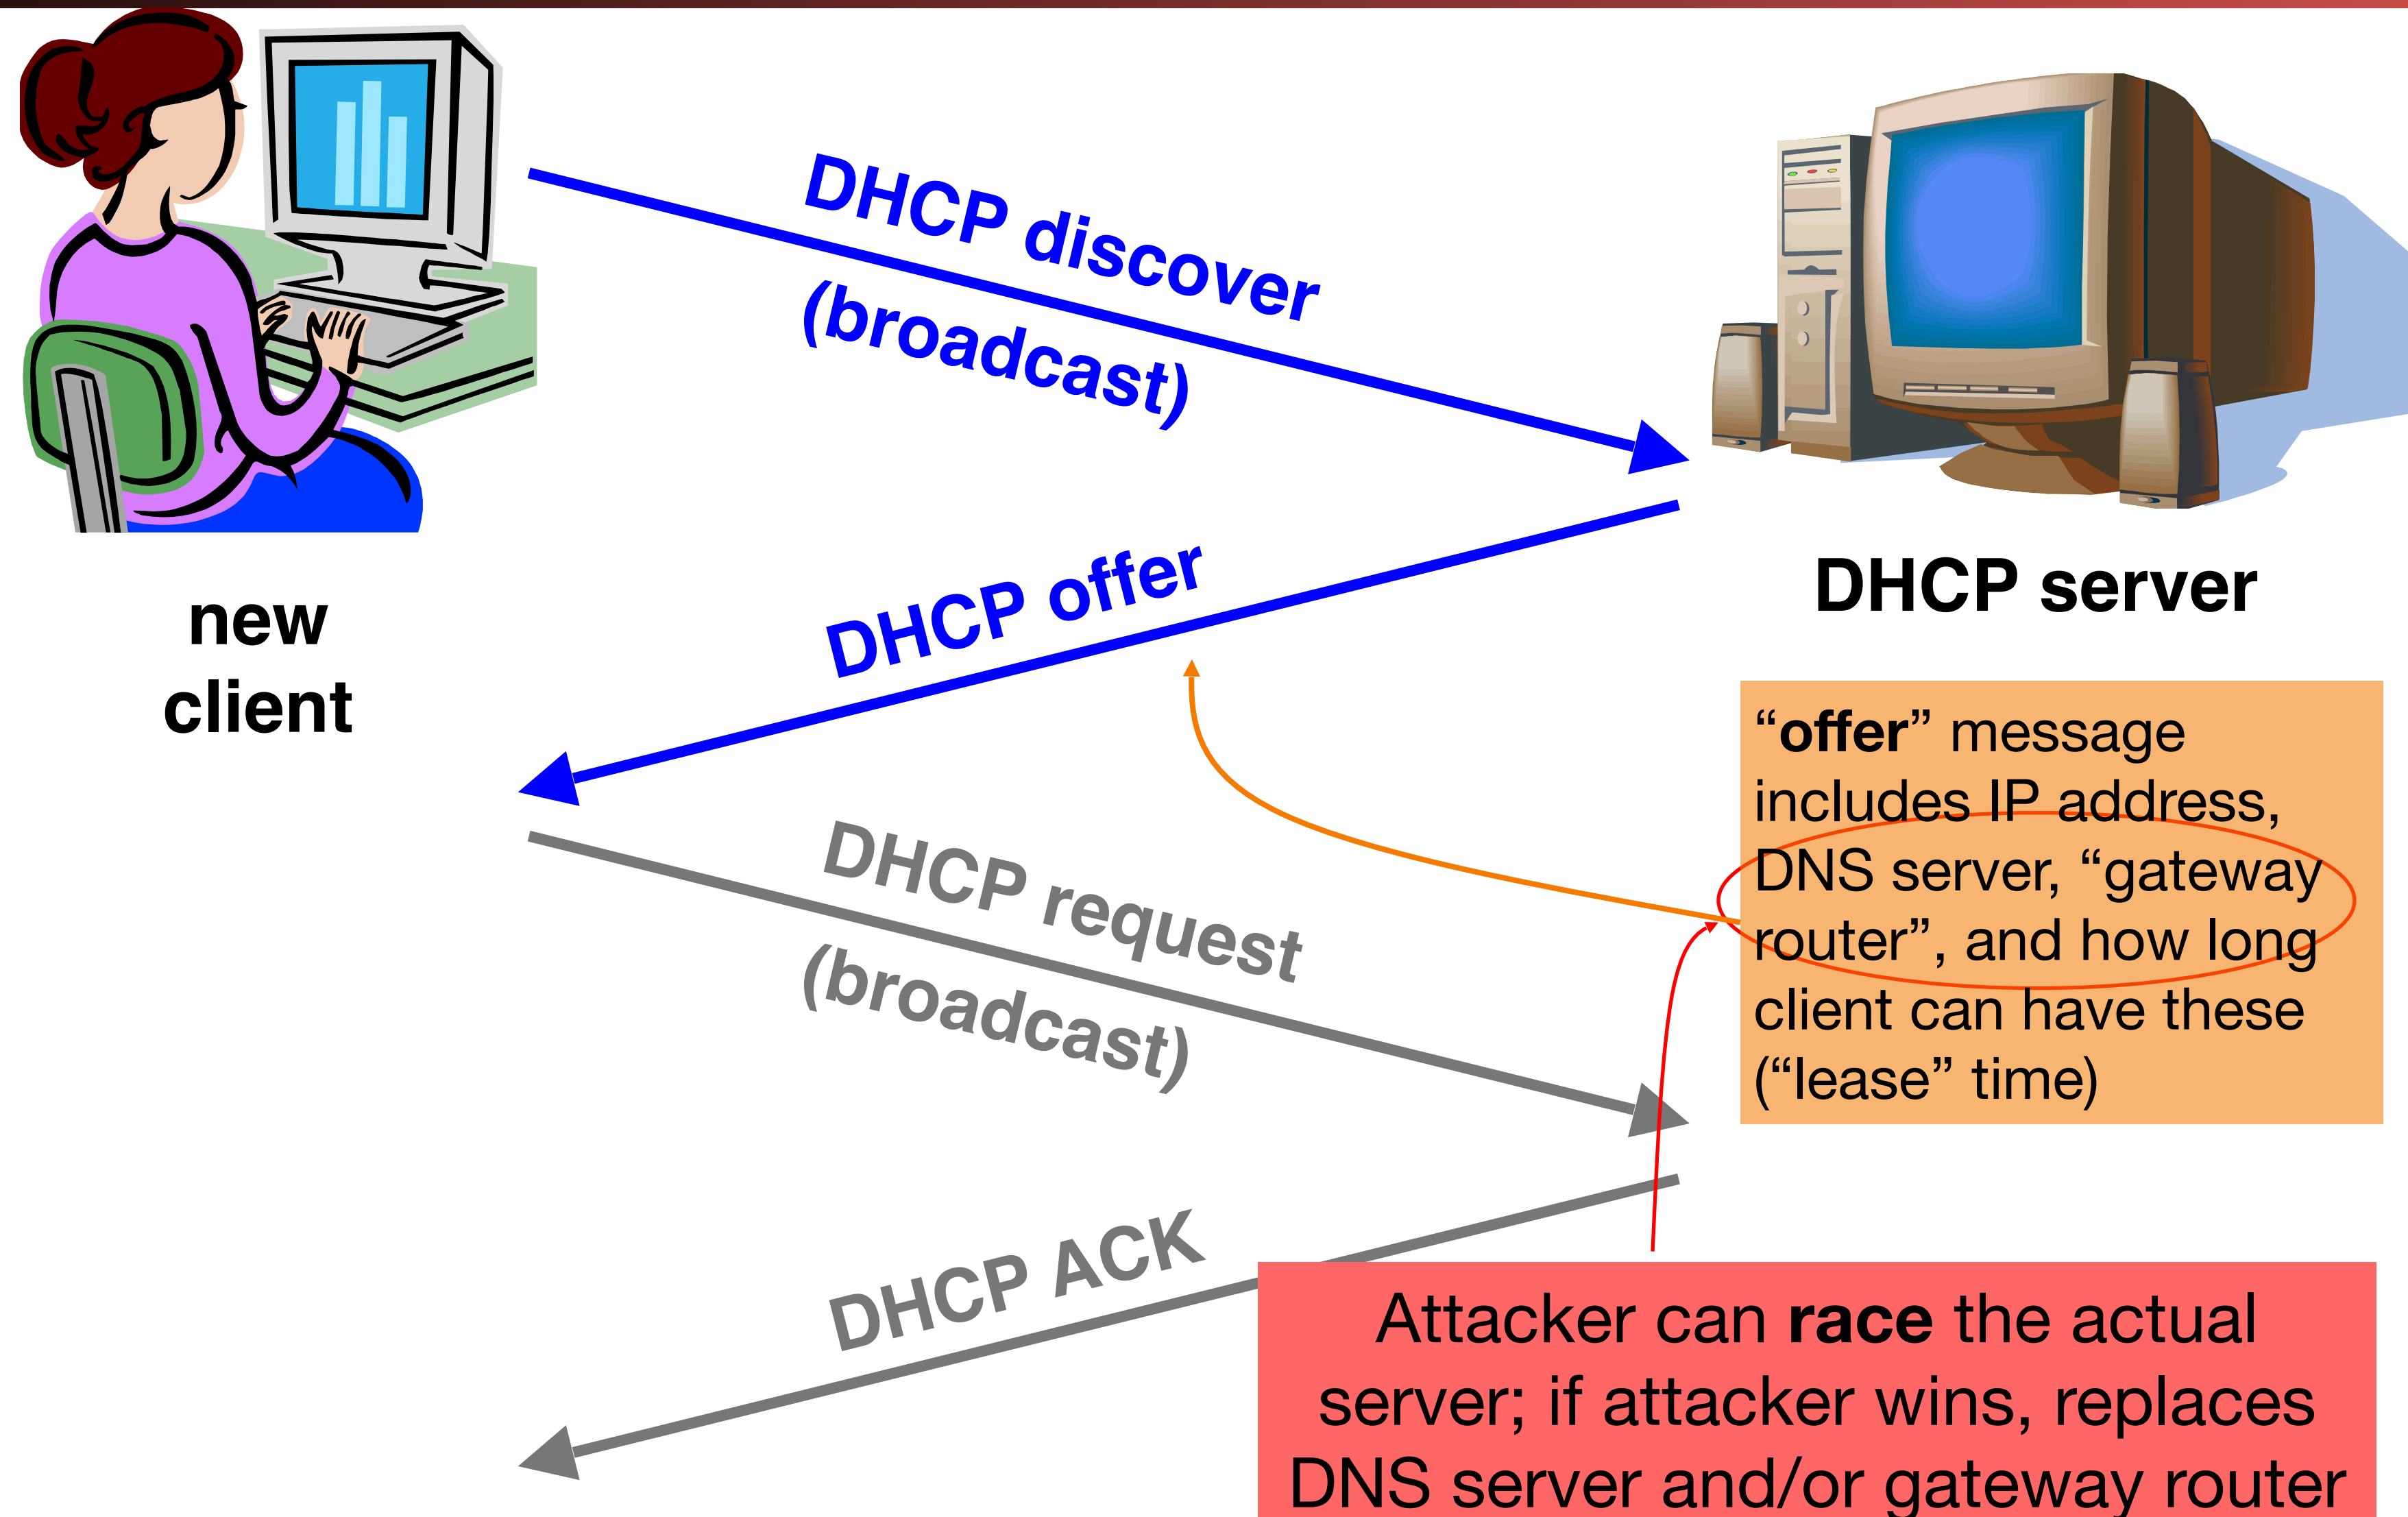 DHCP discover
(broadcast)
DHCP offer
DHCP server
new
client
“offer” message
includes IP address,
DNS server, “gateway
router”, and how long
client can have these
(“lease” time)
DHCP request
(broadcast)
DHCP ACK
Attacker can race the actual
server; if attacker wins, replaces
DNS server and/or gateway router